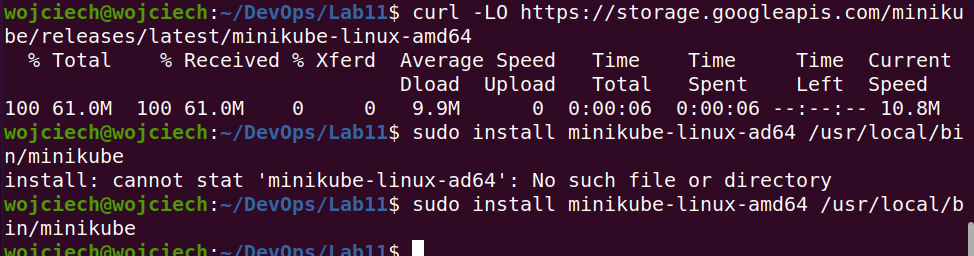 wojciech@wojciech:~/DevOps/Lab11$ curl -LO https://storage.googleapis.com/miniku
be/releases/latest/minikube-linux-amd64
  % Total    % Received % Xferd  Average Speed   Time    Time     Time  Current
                                 Dload  Upload   Total   Spent    Left  Speed
100 61.0M  100 61.0M    0     0   9.9M      0  0:00:06  0:00:06 --:--:-- 10.8M
wojciech@wojciech:~/DevOps/Lab11$ sudo install minikube-linux-ad64 /usr/local/bi
n/minikube
install: cannot stat 'minikube-linux-ad64': No such file or directory
wojciech@wojciech:~/DevOps/Lab11$ sudo install minikube-linux-amd64 /usr/local/b
in/minikube
wojciech@wojciech:~/DevOps/Lab11$